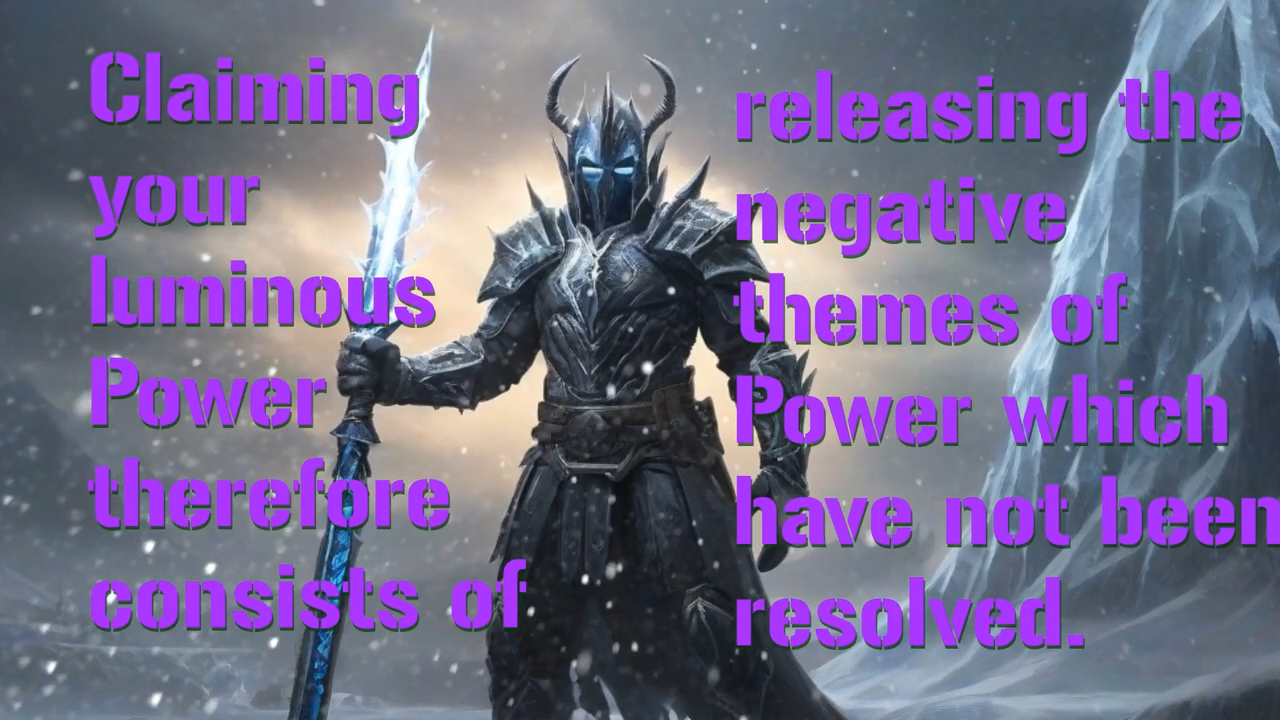 Claiming
your
luminous
Power
therefore
consists of
releasing the
negative
themes of
Power which
have not been
resolved.